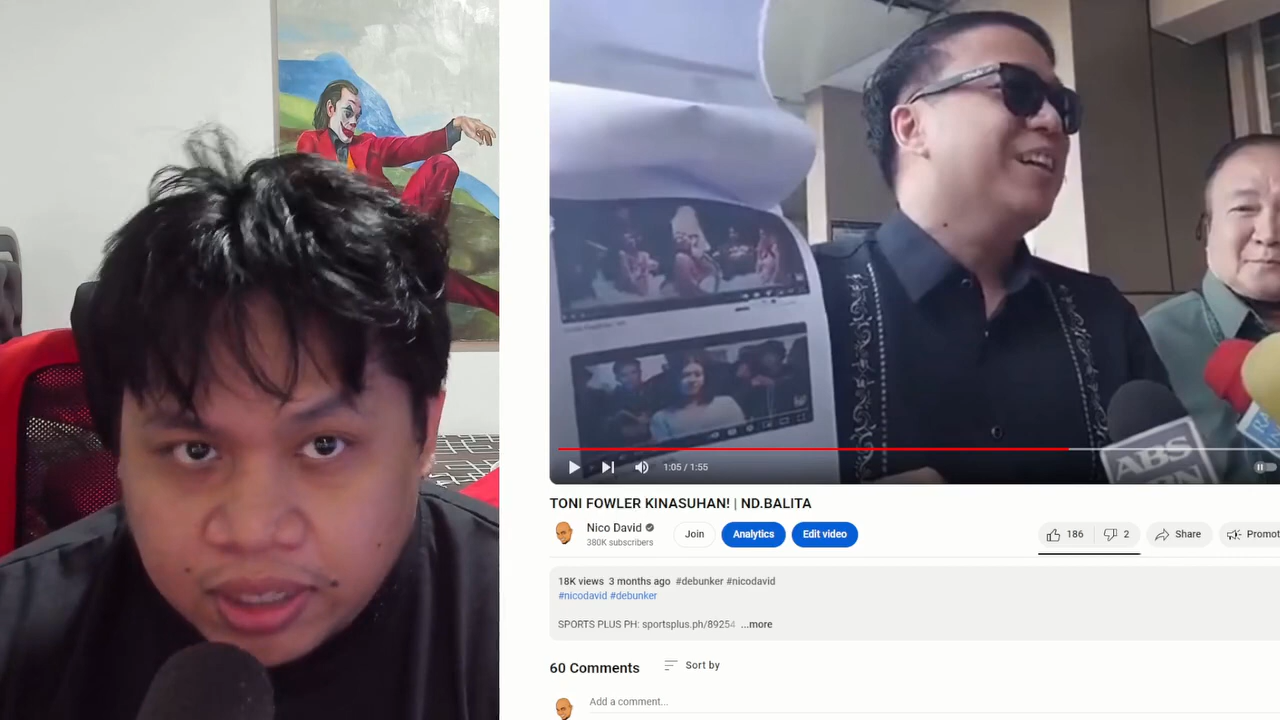 ABS
1:05 / 1:55
TONI FOWLER KINASUHAN! | ND.BALITA
Nico David
380K subscribers
Join
Analytics
Edit video
186
2
Share
Promot
18K views 3 months ago #debunker #nicodavid
#nicodavid #debunker
SPORTS PLUS PH: sportsplus.ph/89254 ...more
60 Comments
Sort by
Add a comment...